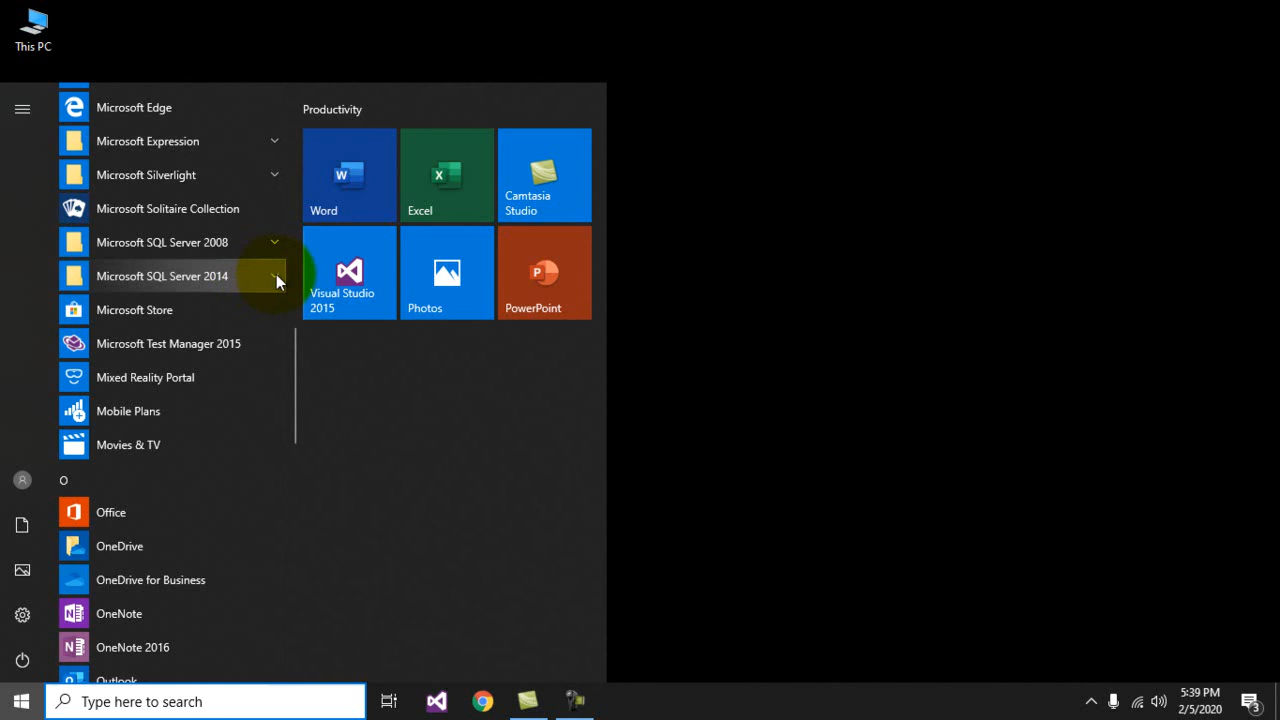 This PC
Microsoft Edge
Microsoft Expression
Microsoft Silverlight
Microsoft Solitaire Collection
Microsoft SQL Server 2008
Microsoft SQL Server 2014
Microsoft Store
Microsoft Test Manager 2015
Mixed Reality Portal
Mobile Plans
Movies & TV
O
Office
OneDrive
OneDrive for Business
OneNote
OneNote 2016
Outlook
Productivity
Word
Excel
Camtasia
Studio
Visual Studio
2015
Photos
PowerPoint
Type here to search
5:39 PM
2/5/2020
3